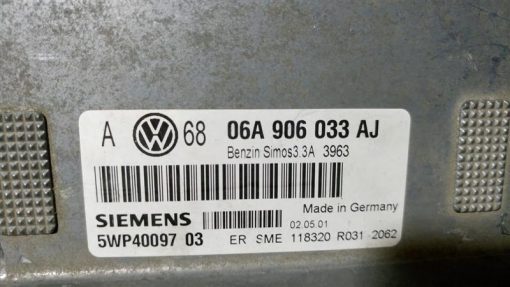 A VW 68 06A 906 033 AJ
Benzin Simos3.3A 3963
Made in Germany
SIEMENS 02.05.01
5WP40097 03 ER SME 118320 R031 2062